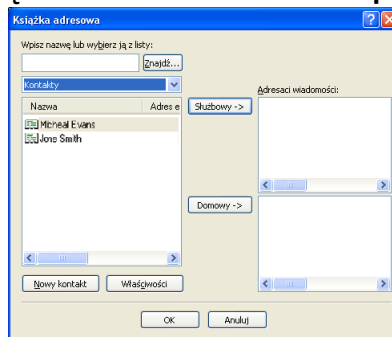 Książka adresowa
Wpisz nazwę lub wybierz ją z listy:
Znajdź...
Kontakty
Nazwa Adres e
Micheal Evans
Jone Smith
Służbowy ->
Adresaci wiadomości:
Domowy ->
Nowy kontakt Właściwości
OK Anuluj